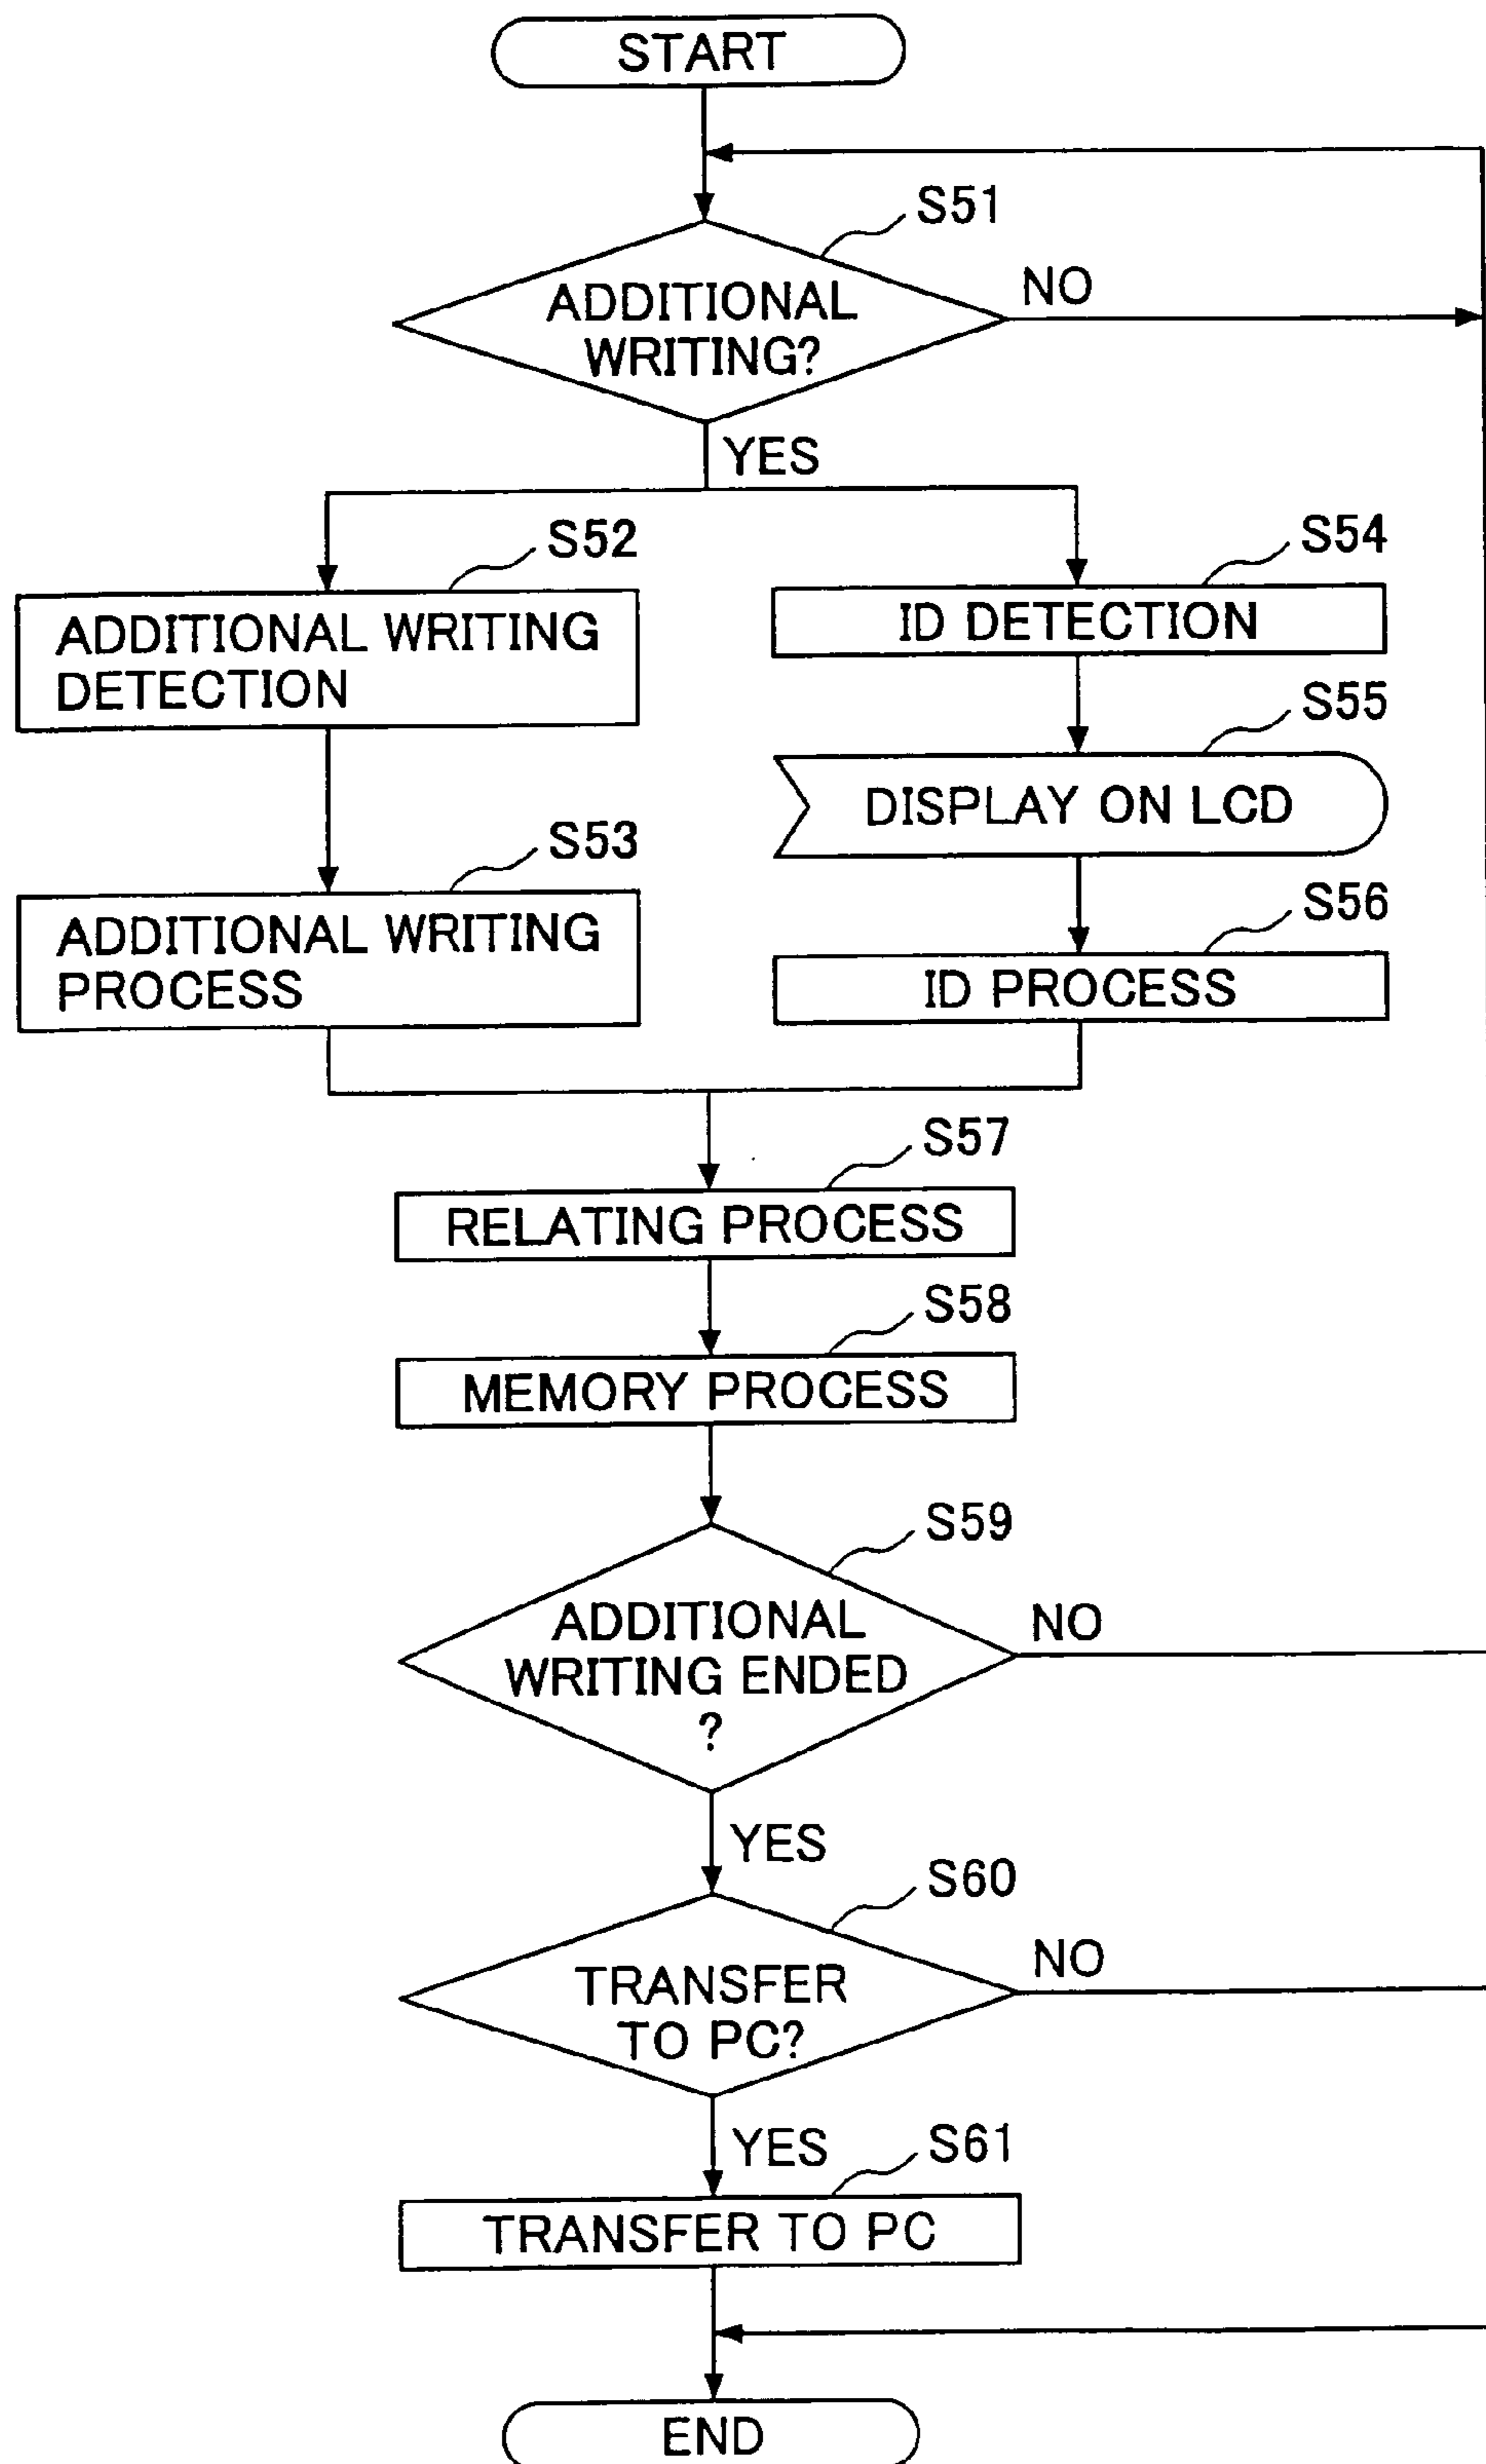 START
S51
ADDITIONAL
WRITING?
NO
YES
S52
ADDITIONAL WRITING
DETECTION
S54
ID DETECTION
S55
DISPLAY ON LCD
S53
ADDITIONAL WRITING
PROCESS
S56
ID PROCESS
S57
RELATING PROCESS
S58
MEMORY PROCESS
S59
ADDITIONAL
WRITING ENDED
?
NO
YES
S60
TRANSFER
TO PC?
NO
YES
S61
TRANSFER TO PC
END